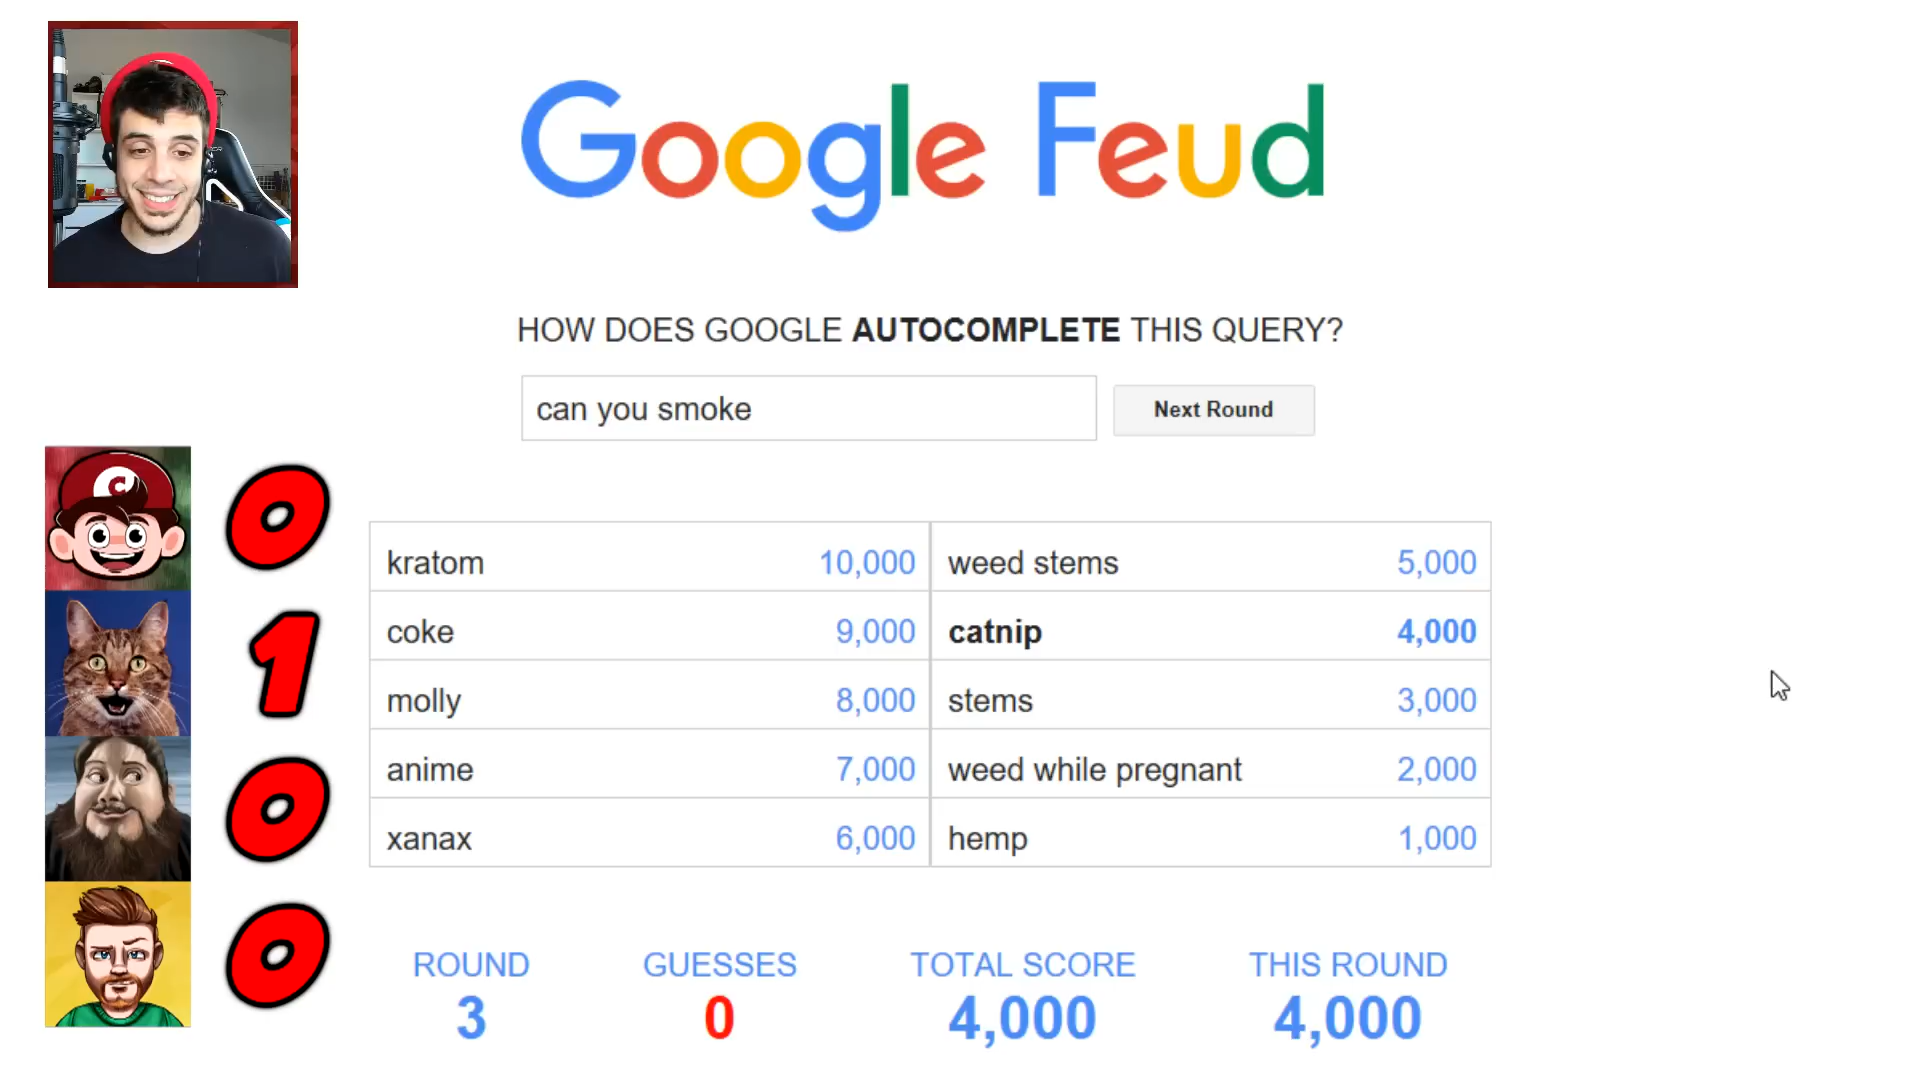 Google Feud
HOW DOES GOOGLE AUTOCOMPLETE THIS QUERY?
can you smoke
Next Round
C
0
1
0
0
kratom 10,000
coke 9,000
molly 8,000
anime 7,000
xanax 6,000
weed stems 5,000
catnip 4,000
stems 3,000
weed while pregnant 2,000
hemp 1,000
ROUND
3
GUESSES
0
TOTAL SCORE
4,000
THIS ROUND
4,000